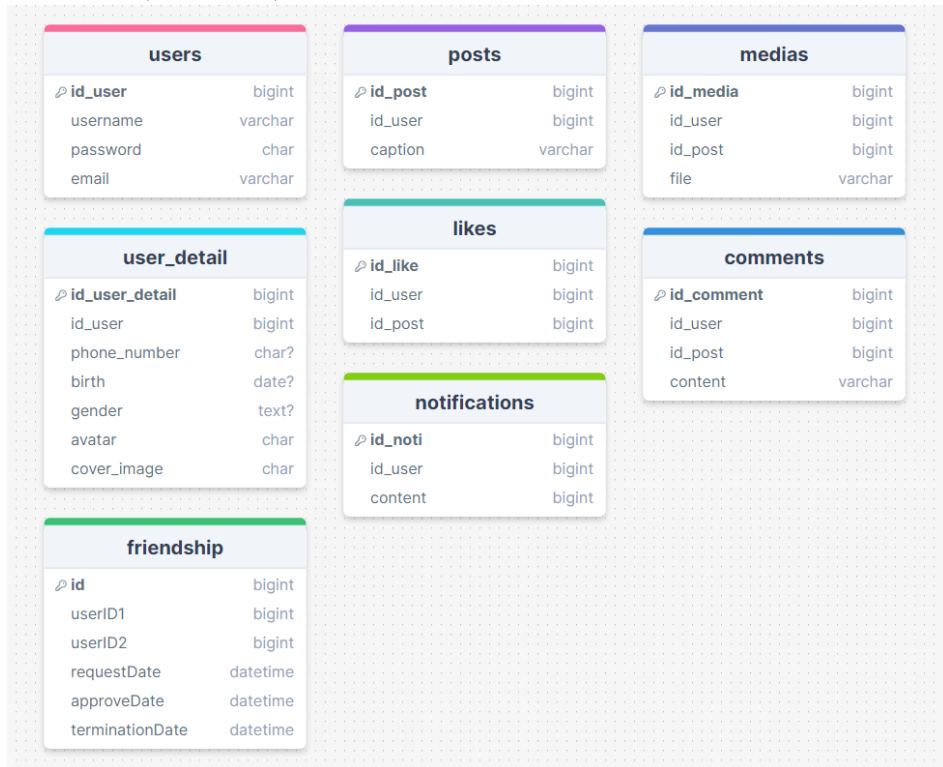 users
id_user bigint
username varchar
password char
email varchar
user_detail
id_user_detail bigint
id_user bigint
phone_number char?
birth date?
gender text?
avatar char
cover_image char
friendship
id bigint
userID1 bigint
userID2 bigint
requestDate datetime
approveDate datetime
terminationDate datetime
posts
id_post bigint
id_user bigint
caption varchar
likes
id_like bigint
id_user bigint
id_post bigint
notifications
id_noti bigint
id_user bigint
content bigint
medias
id_media bigint
id_user bigint
id_post bigint
file varchar
comments
id_comment bigint
id_user bigint
id_post bigint
content varchar